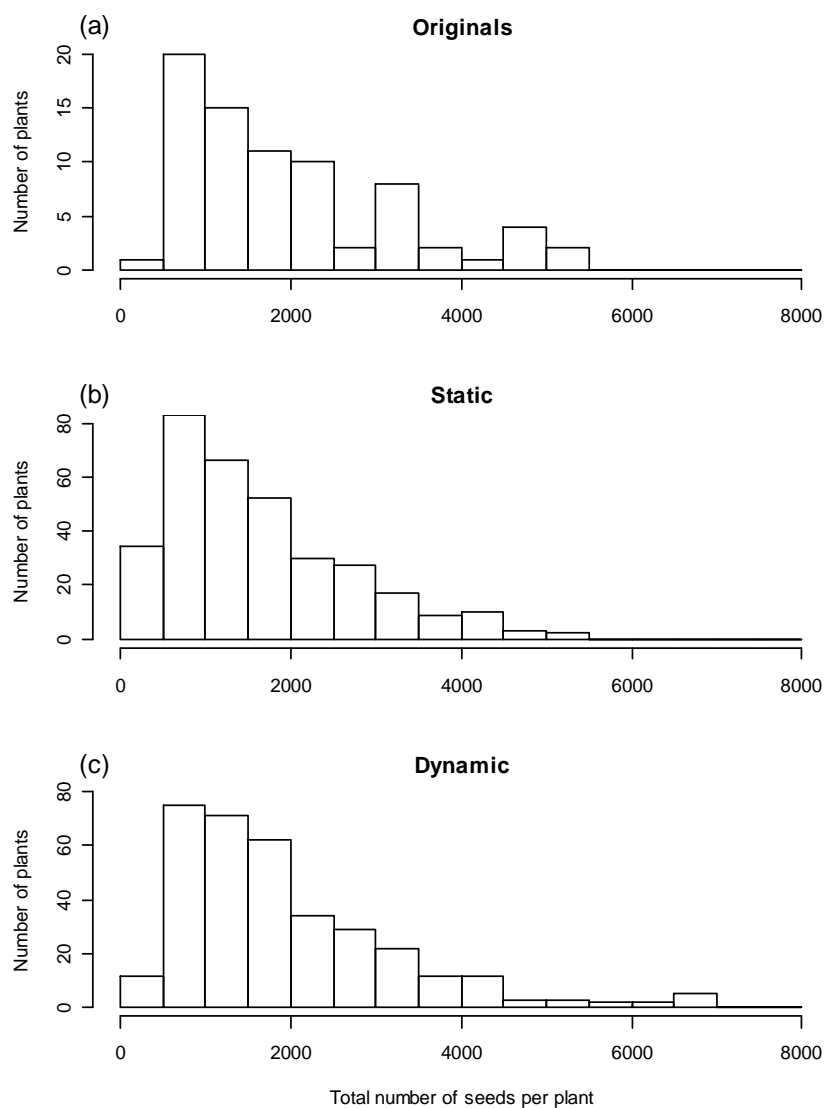 (a)
Originals
Number of plants
20
15
10
5
0
0 2000 4000 6000 8000
(b)
Static
Number of plants
80
60
40
20
0
0 2000 4000 6000 8000
(c)
Dynamic
Number of plants
80
60
40
20
0
0 2000 4000 6000 8000
Total number of seeds per plant